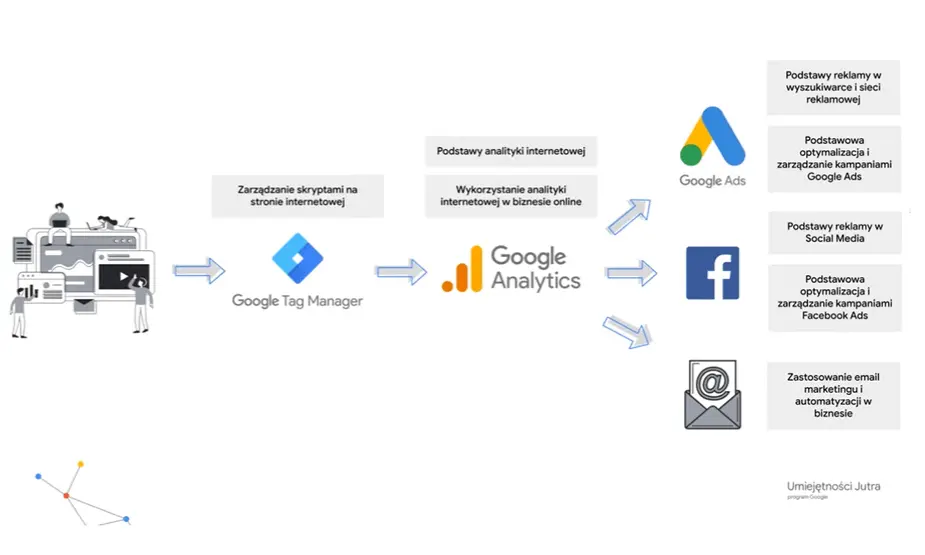 Zarządzanie skryptami na
stronie internetowej
Google Tag Manager
Podstawy analityki internetowej
Wykorzystanie analityki
internetowej w biznesie online
Google
Analytics
Google Ads
Podstawy reklamy w
wyszukiwarce i sieci
reklamowej
Podstawowa
optymalizacja i
zarządzanie kampaniami
Google Ads
Podstawy reklamy w
Social Media
Podstawowa
optymalizacja i
zarządzanie kampaniami
Facebook Ads
Zastosowanie email
marketingu i
automatyzacji w
biznesie
Umiejętności Jutra
program Google